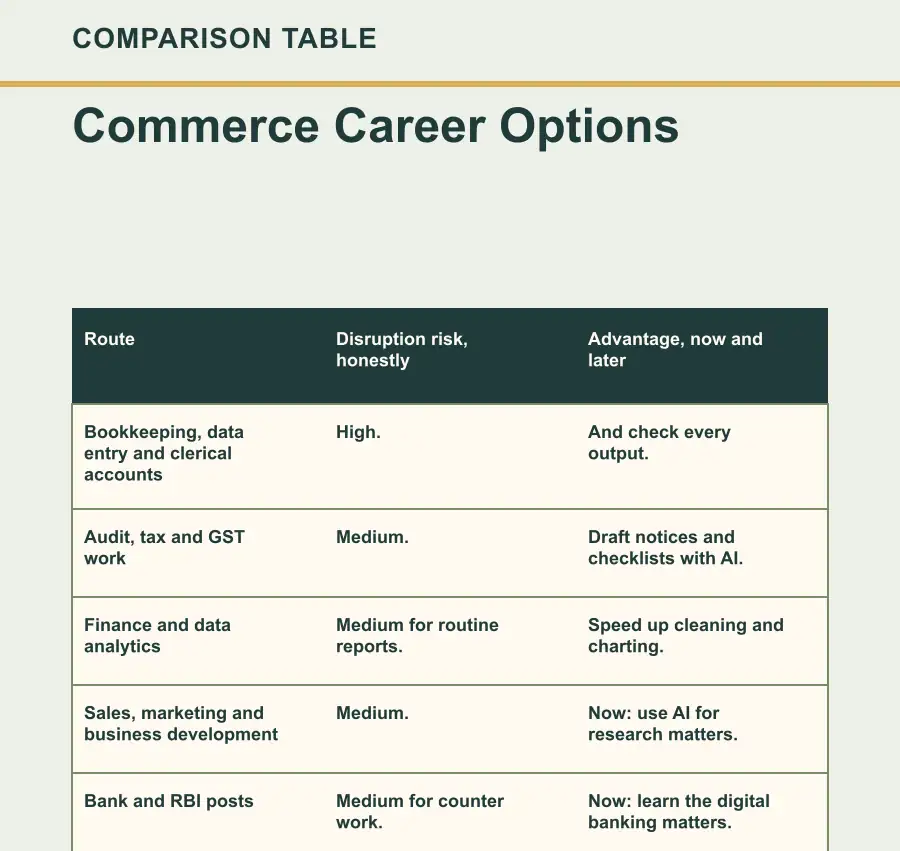 COMPARISON TABLE
Commerce Career Options
Route
Disruption risk,
honestly
Advantage, now and
later
Bookkeeping, data
entry and clerical
accounts
High.
And check every
output.
Audit, tax and GST
work
Medium.
Draft notices and
checklists with AI.
Finance and data
analytics
Medium for routine
reports.
Speed up cleaning and
charting.
Sales, marketing and
business development
Medium.
Now: use AI for
research matters.
Bank and RBI posts
Medium for counter
work.
Now: learn the digital
banking matters.